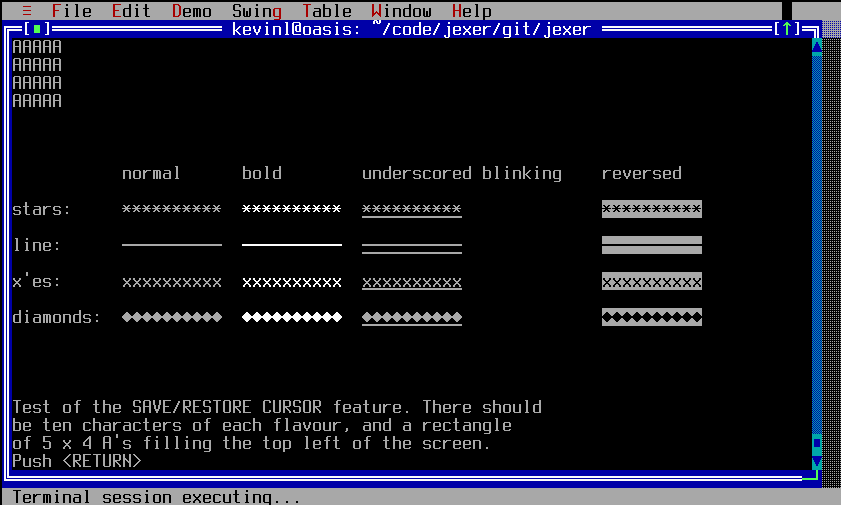 ≡ File Edit Demo Swing Table Window Help
[■] kevinl@oasis: ~/code/jexer/git/jexer [↑]
AAAAA
AAAAA
AAAAA
AAAAA
normal bold underscored blinking reversed
stars: ********** ********** ********** **********
line:
x'es: xxxxxxxxxx xxxxxxxxxx xxxxxxxxxx xxxxxxxxxx
diamonds: ◆◆◆◆◆◆◆◆◆◆ ◆◆◆◆◆◆◆◆◆◆ ◆◆◆◆◆◆◆◆◆◆ ◆◆◆◆◆◆◆◆◆◆
Test of the SAVE/RESTORE CURSOR feature. There should
be ten characters of each flavour, and a rectangle
of 5 x 4 A's filling the top left of the screen.
Push <RETURN>
Terminal session executing...